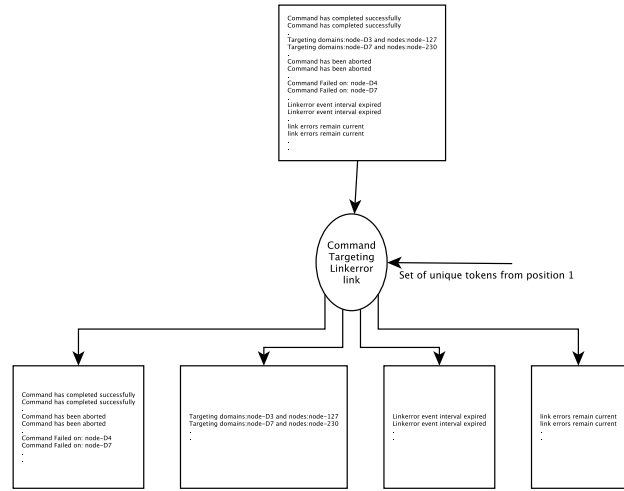 Command has completed successfully
Command has completed successfully
.
Targeting domains:node-D3 and nodes:node-127
Targeting domains:node-D7 and nodes:node-230
.
Command has been aborted
Command has been aborted
.
Command Failed on: node-D4
Command Failed on: node-D7
.
Linkerror event interval expired
Linkerror event interval expired
.
link errors remain current
link errors remain current
.
.
Command
Targeting
Linkerror
link
Set of unique tokens from position 1
Command has completed successfully
Command has completed successfully
.
Command has been aborted
Command has been aborted
.
Command Failed on: node-D4
Command Failed on: node-D7
.
.
Targeting domains:node-D3 and nodes:node-127
Targeting domains:node-D7 and nodes:node-230
.
.
Linkerror event interval expired
Linkerror event interval expired
.
.
link errors remain current
link errors remain current
.
.